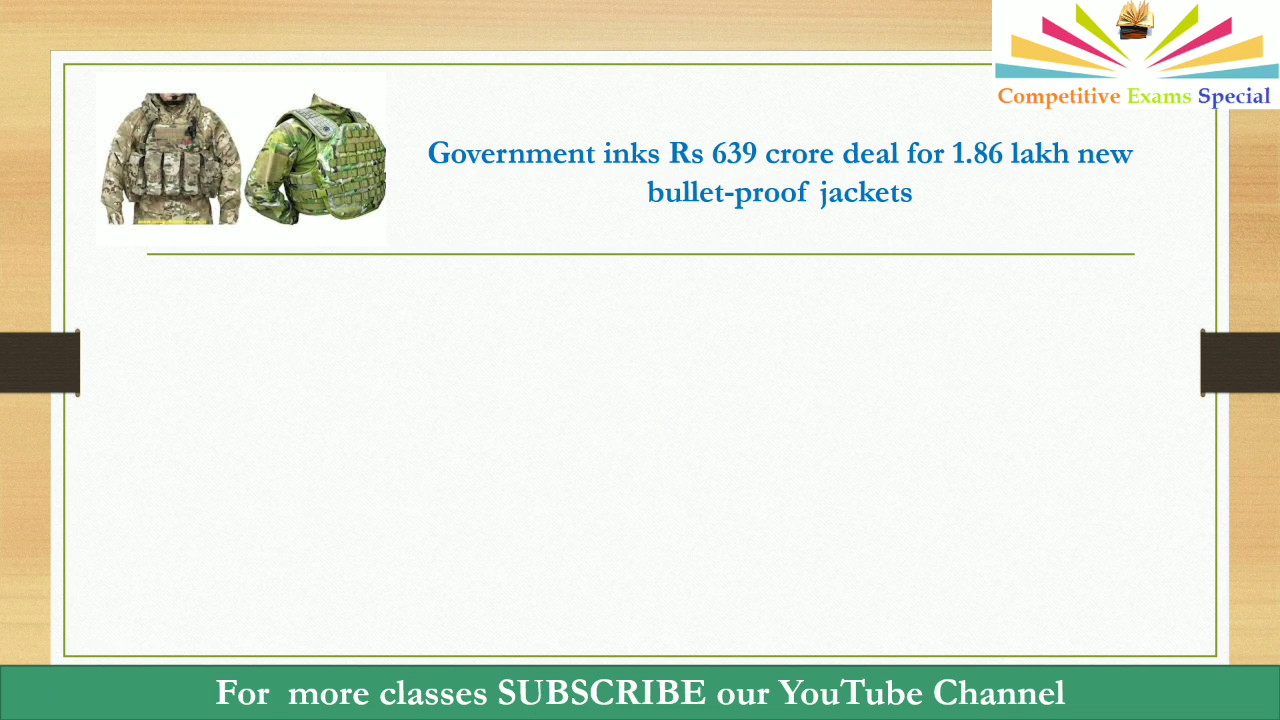 Competitive Exams Special
Government inks Rs 639 crore deal for 1.86 lakh new
bullet-proof jackets
For more classes SUBSCRIBE our YouTube Channel